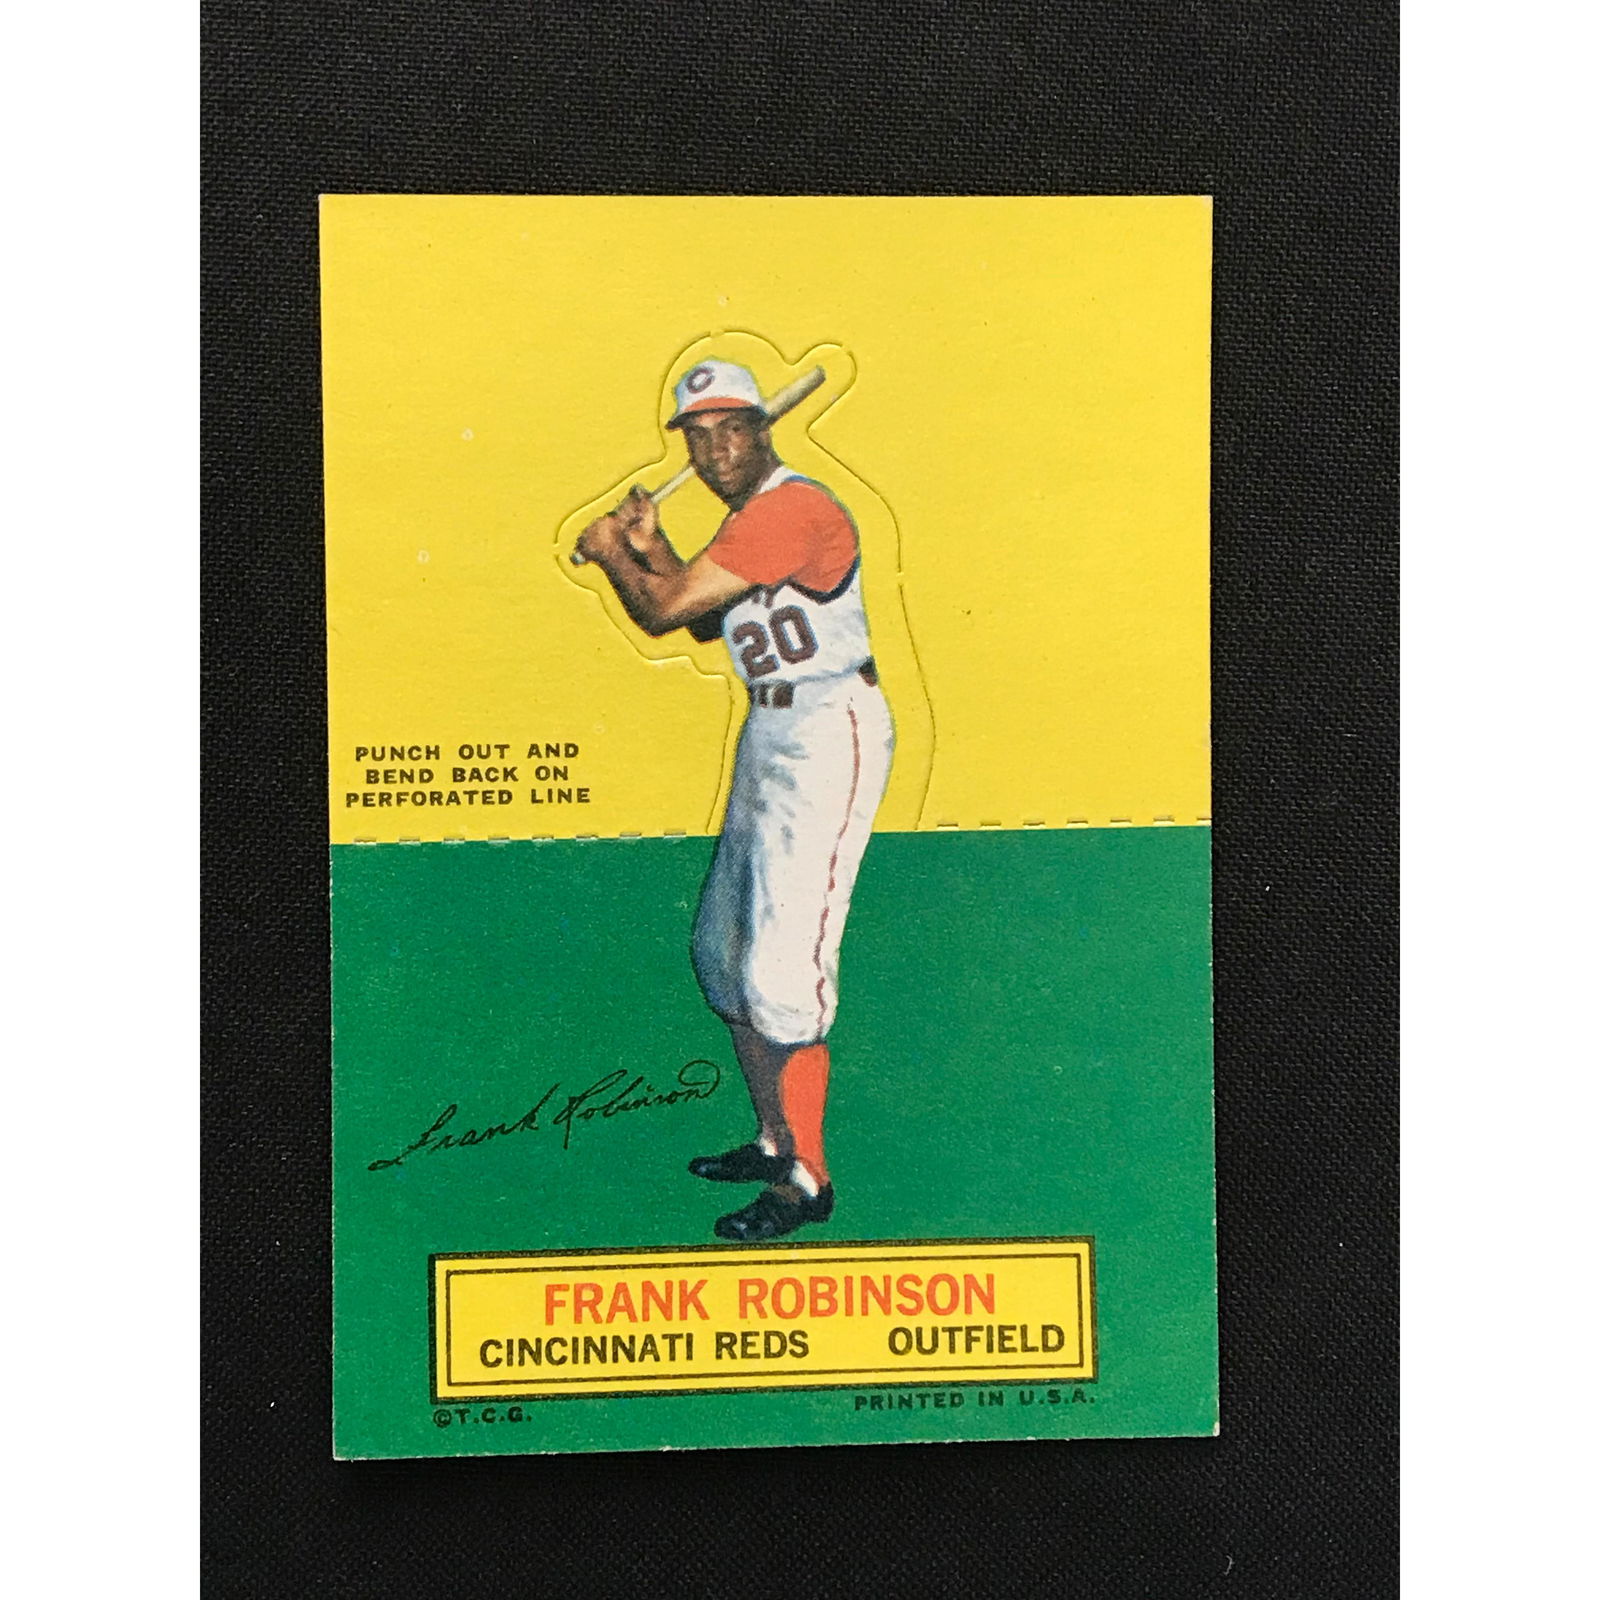 C
20
PUNCH OUT AND
BEND BACK ON
PERFORATED LINE
Frank Robinson
FRANK ROBINSON
CINCINNATI REDS OUTFIELD
©T.C.G. PRINTED IN U.S.A.